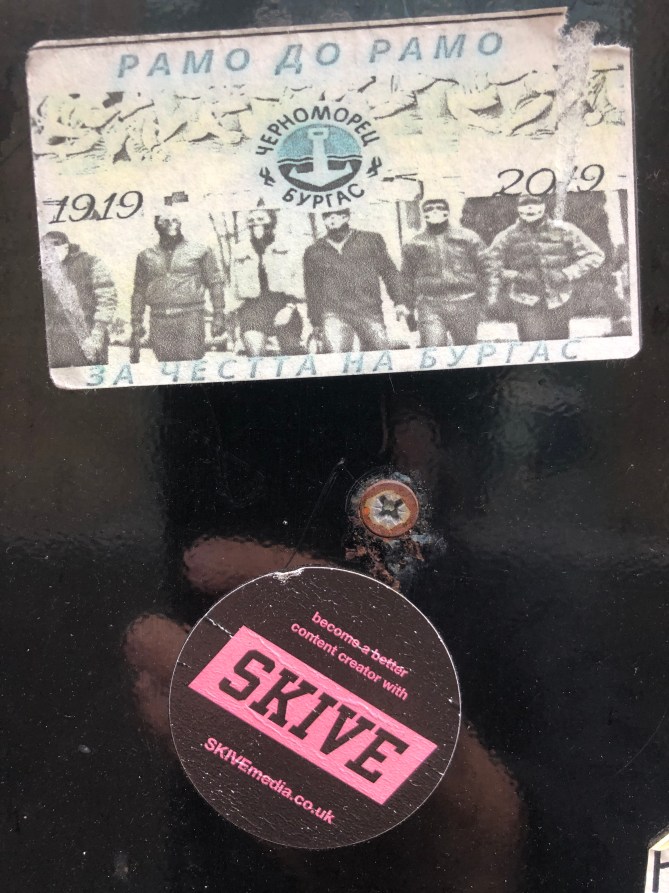 РАМО ДО РАМО
ЧЕРНОМОРЕЦ
БУРГАС
1919
2019
ЗА ЧЕСТТА НА БУРГАС
become a better
content creator with
SKIVE
SKIVEmedia.co.uk